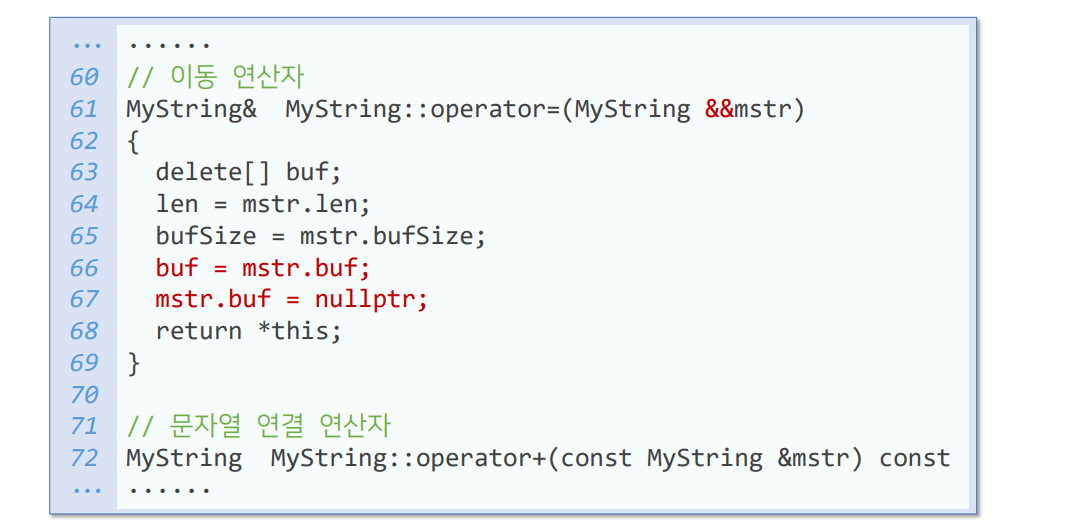 ... ......
60 // 이동 연산자
61 MyString&  MyString::operator=(MyString &&mstr)
62 {
63   delete[] buf;
64   len = mstr.len;
65   bufSize = mstr.bufSize;
66   buf = mstr.buf;
67   mstr.buf = nullptr;
68   return *this;
69 }
70
71 // 문자열 연결 연산자
72 MyString  MyString::operator+(const MyString &mstr) const
... ......